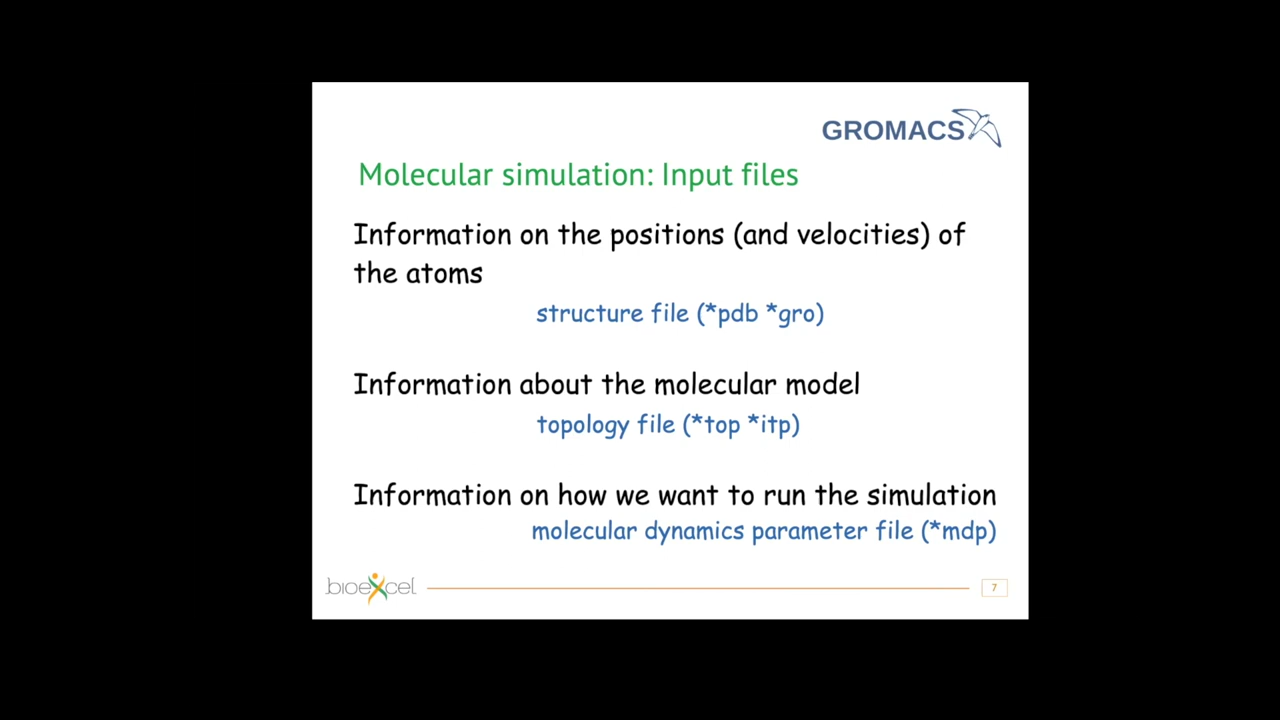 GROMACS
Molecular simulation: Input files
Information on the positions (and velocities) of
the atoms
structure file (*pdb *gro)
Information about the molecular model
topology file (*top *itp)
Information on how we want to run the simulation
molecular dynamics parameter file (*mdp)
bioexcel
7